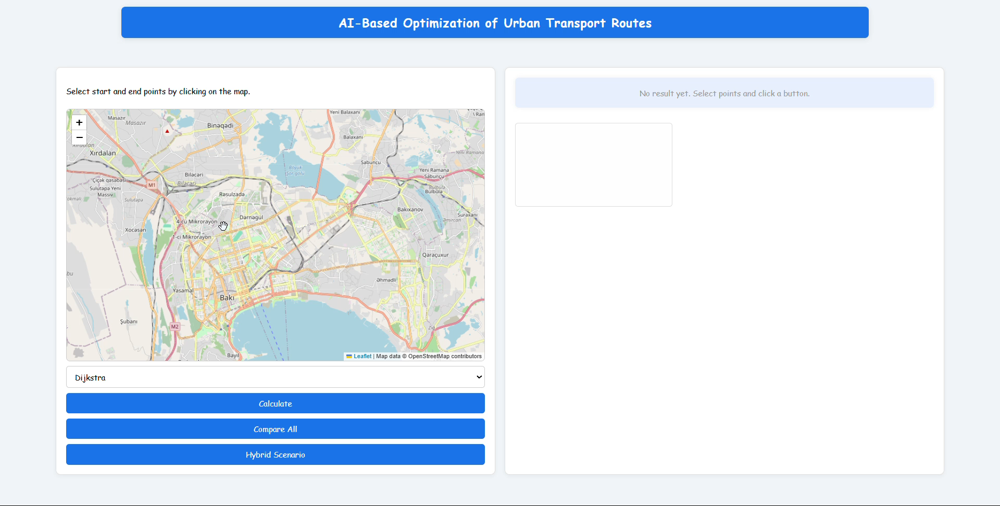 AI-Based Optimization of Urban Transport Routes
Select start and end points by clicking on the map.
No result yet. Select points and click a button.
+
−
Masazır
Masazır
Binəqədi
Yeni Balaxanı
Balaxanı
Xırdalan
Xırdalan
Yeni Ramana
Sabunçu
Böyük
Şor gölü
Yeni Ramana
Sabunçu
Biləcəri
Biləcəri
Çiçək qəsəbəsi
M1
Sulutəpə Yeni
Massiv
Sulutəpə
Bülbülə
Bülbülə
Rəsulzadə
Bakıxanov
Suraxanı
Əmircan
Dərnəgül
4-cü Mikrorayon
Xocəsən
1-ci Mikrorayon
Qaraçuxur
Əhmədli
Yasamal
Bakı
Şubanı
M2
Zığ
Bayıl
Leaflet | Map data © OpenStreetMap contributors
Dijkstra
Calculate
Compare All
Hybrid Scenario